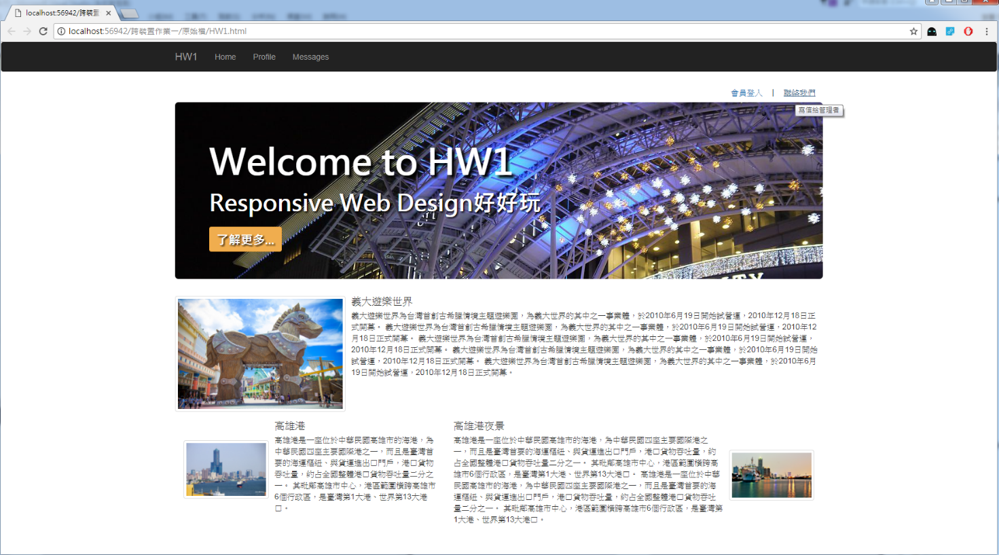 localhost:56942/跨裝置
localhost:56942/跨裝置作業一/原始檔/HW1.html
HW1 Home Profile Messages
會員登入 | 聯絡我們
寫信給管理者
Welcome to HW1
Responsive Web Design好好玩
了解更多...
義大遊樂世界
義大遊樂世界為台灣首創古希臘情境主題遊樂園，為義大世界的其中之一事業體，於2010年6月19日開始試營運，2010年12月18日正
式開幕。 義大遊樂世界為台灣首創古希臘情境主題遊樂園，為義大世界的其中之一事業體，於2010年6月19日開始試營運，2010年12
月18日正式開幕。 義大遊樂世界為台灣首創古希臘情境主題遊樂園，為義大世界的其中之一事業體，於2010年6月19日開始試營運，
2010年12月18日正式開幕。 義大遊樂世界為台灣首創古希臘情境主題遊樂園，為義大世界的其中之一事業體，於2010年6月19日開始
試營運，2010年12月18日正式開幕。 義大遊樂世界為台灣首創古希臘情境主題遊樂園，為義大世界的其中之一事業體，於2010年6月
19日開始試營運，2010年12月18日正式開幕。
高雄港
高雄港是一座位於中華民國高雄市的海港，為
中華民國四座主要國際港之一，而且是臺灣首
要的海運樞紐、與貨運進出口門戶，港口貨物
吞吐量，約占全國整體港口貨物吞吐量二分之
一。 其毗鄰高雄市中心，港區範圍橫跨高雄市
6個行政區，是臺灣第1大港、世界第13大港
口。
高雄港夜景
高雄港是一座位於中華民國高雄市的海港，為中華民國四座主要國際港之
一，而且是臺灣首要的海運樞紐、與貨運進出口門戶，港口貨物吞吐量，約
占全國整體港口貨物吞吐量二分之一。 其毗鄰高雄市中心，港區範圍橫跨高
雄市6個行政區，是臺灣第1大港、世界第13大港口。 高雄港是一座位於中華
民國高雄市的海港，為中華民國四座主要國際港之一，而且是臺灣首要的海
運樞紐、與貨運進出口門戶，港口貨物吞吐量，約占全國整體港口貨物吞吐
量二分之一。 其毗鄰高雄市中心，港區範圍橫跨高雄市6個行政區，是臺灣第
1大港、世界第13大港口。